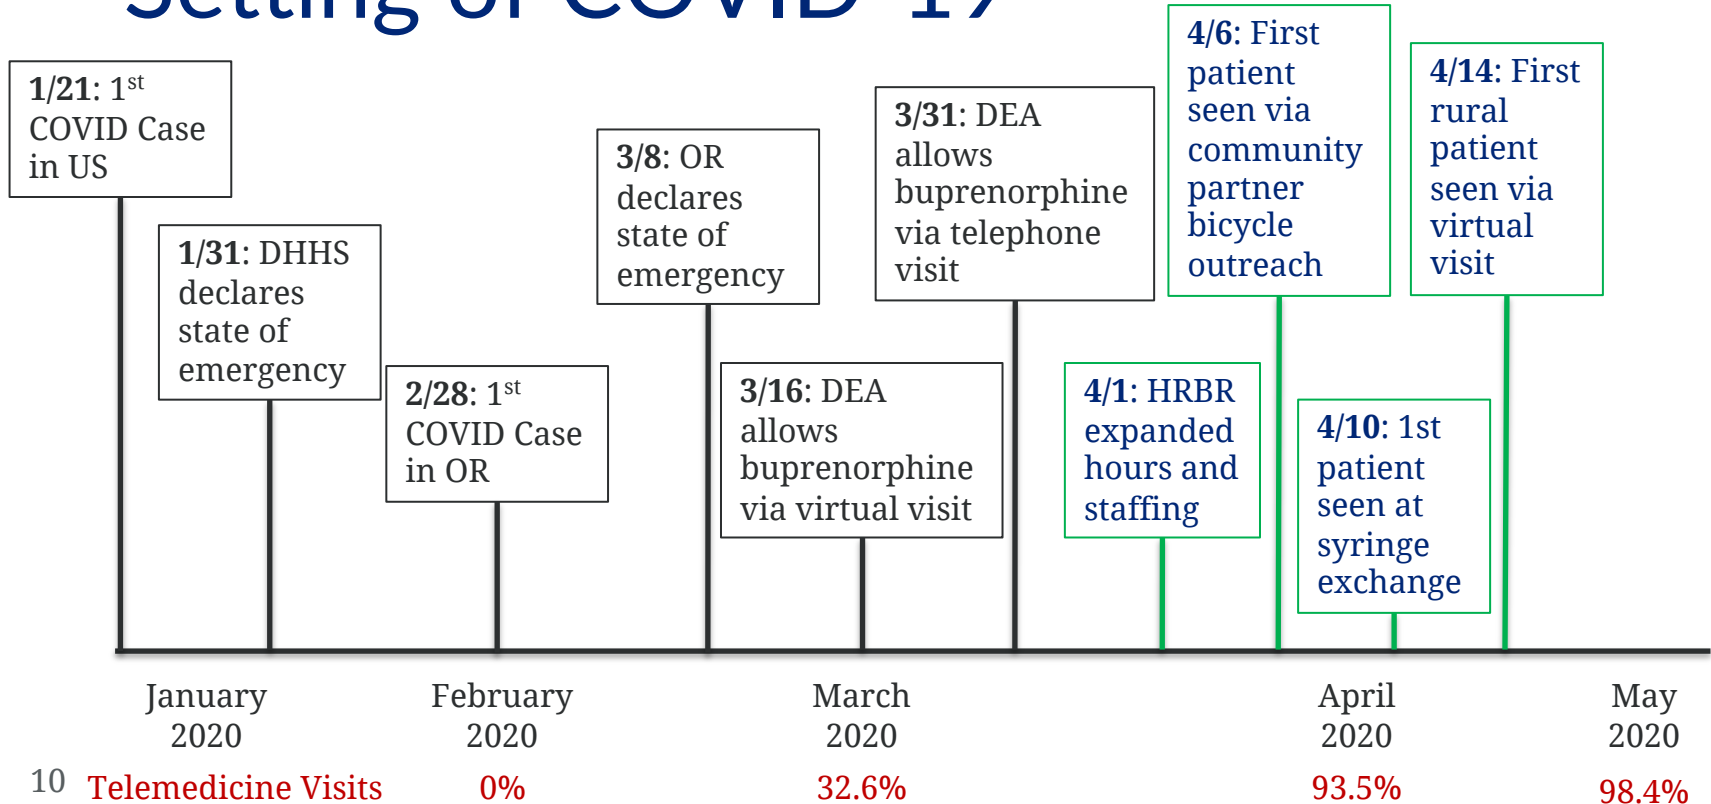 Setting of COVID-19
1/21: 1st
COVID Case
in US
1/31: DHHS
declares
state of
emergency
2/28: 1st
COVID Case
in OR
3/8: OR
declares
state of
emergency
3/16: DEA
allows
buprenorphine
via virtual visit
3/31: DEA
allows
buprenorphine
via telephone
visit
4/1: HRBR
expanded
hours and
staffing
4/6: First
patient
seen via
community
partner
bicycle
outreach
4/10: 1st
patient
seen at
syringe
exchange
4/14: First
rural
patient
seen via
virtual
visit
January
2020
February
2020
March
2020
April
2020
May
2020
10 Telemedicine Visits 0% 32.6% 93.5% 98.4%